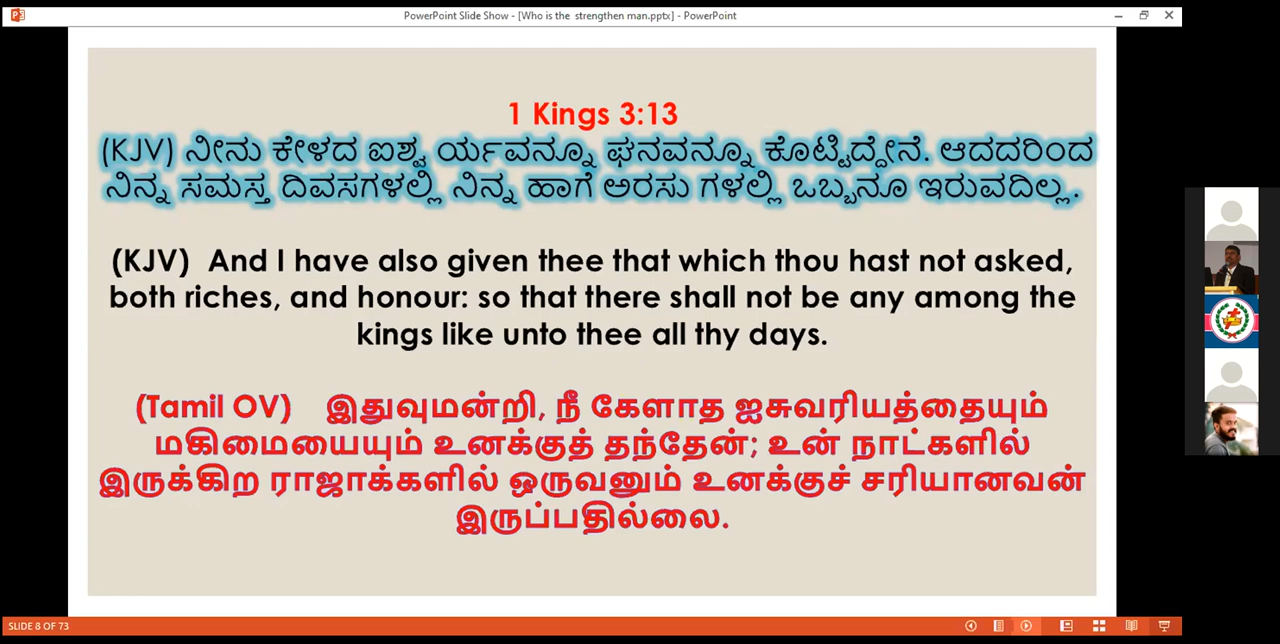 PowerPoint Slide Show - [Who is the  strengthen man.pptx] - PowerPoint
1 Kings 3:13
(KJV) ನೀನು ಕೇಳದ ಐಶ್ವ ರ್ಯವನ್ನೂ ಘನವನ್ನೂ ಕೊಟ್ಟಿದ್ದೇನೆ. ಆದದರಿಂದ
ನಿನ್ನ ಸಮಸ್ತ ದಿವಸಗಳಲ್ಲಿ ನಿನ್ನ ಹಾಗೆ ಅರಸು ಗಳಲ್ಲಿ ಒಬ್ಬನೂ ಇರುವದಿಲ್ಲ.
(KJV)  And I have also given thee that which thou hast not asked,
both riches, and honour: so that there shall not be any among the
kings like unto thee all thy days.
(Tamil OV)   இதுவுமன்றி, நீ கேளாத ஐசுவரியத்தையும்
மகிமையையும் உனக்குத் தந்தேன்; உன் நாட்களில்
இருக்கிற ராஜாக்களில் ஒருவனும் உனக்குச் சரியானவன்
இருப்பதில்லை.
SLIDE 8 OF 73